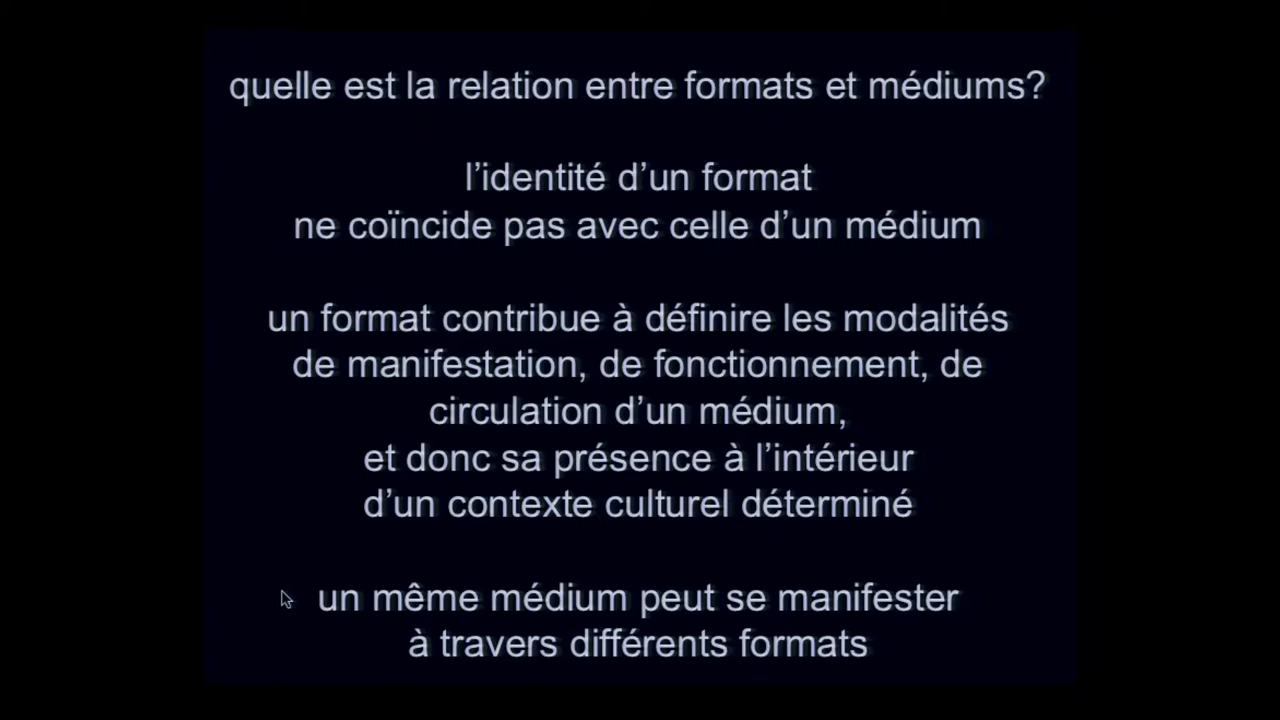 quelle est la relation entre formats et médiums?
l’identité d’un format
ne coïncide pas avec celle d’un médium
un format contribue à définire les modalités
de manifestation, de fonctionnement, de
circulation d’un médium,
et donc sa présence à l’intérieur
d’un contexte culturel déterminé
un même médium peut se manifester
à travers différents formats